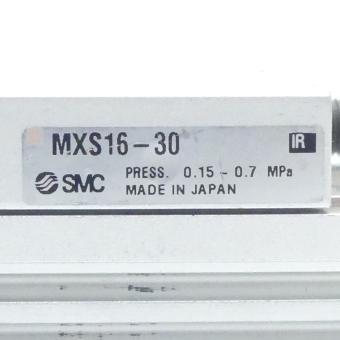 MXS16-30 IR
SMC PRESS. 0.15 ~ 0.7 MPa
MADE IN JAPAN